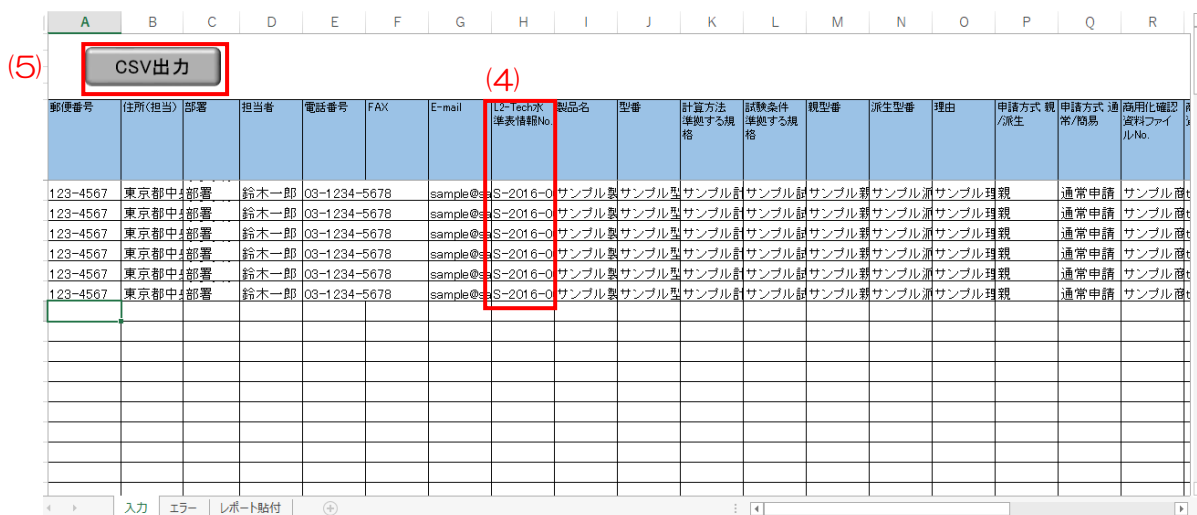 A B C D E F G H I J K L M N O P Q R
(5)
CSV出力
(4)
郵便番号 住所(担当) 部署 担当者 電話番号 FAX E-mail L2-Tech水 製品名 型番 計算方法 試験条件 親型番 派生型番 理由 申請方式 親 申請方式 通 商用化確認
準表情報No. 準拠する規 準拠する規 /派生 常/簡易 資料ファイ
格 格 ルNo.
123-4567 東京都中 部署 鈴木一郎 03-1234-5678 sample@sa S-2016-0 サンプル製 サンプル型 サンプル計 サンプル試 サンプル親 サンプル派 サンプル理 親 通常申請 サンプル商
123-4567 東京都中 部署 鈴木一郎 03-1234-5678 sample@sa S-2016-0 サンプル製 サンプル型 サンプル計 サンプル試 サンプル親 サンプル派 サンプル理 親 通常申請 サンプル商
123-4567 東京都中 部署 鈴木一郎 03-1234-5678 sample@sa S-2016-0 サンプル製 サンプル型 サンプル計 サンプル試 サンプル親 サンプル派 サンプル理 親 通常申請 サンプル商
123-4567 東京都中 部署 鈴木一郎 03-1234-5678 sample@sa S-2016-0 サンプル製 サンプル型 サンプル計 サンプル試 サンプル親 サンプル派 サンプル理 親 通常申請 サンプル商
123-4567 東京都中 部署 鈴木一郎 03-1234-5678 sample@sa S-2016-0 サンプル製 サンプル型 サンプル計 サンプル試 サンプル親 サンプル派 サンプル理 親 通常申請 サンプル商
123-4567 東京都中 部署 鈴木一郎 03-1234-5678 sample@sa S-2016-0 サンプル製 サンプル型 サンプル計 サンプル試 サンプル親 サンプル派 サンプル理 親 通常申請 サンプル商
入力 エラー レポート貼付